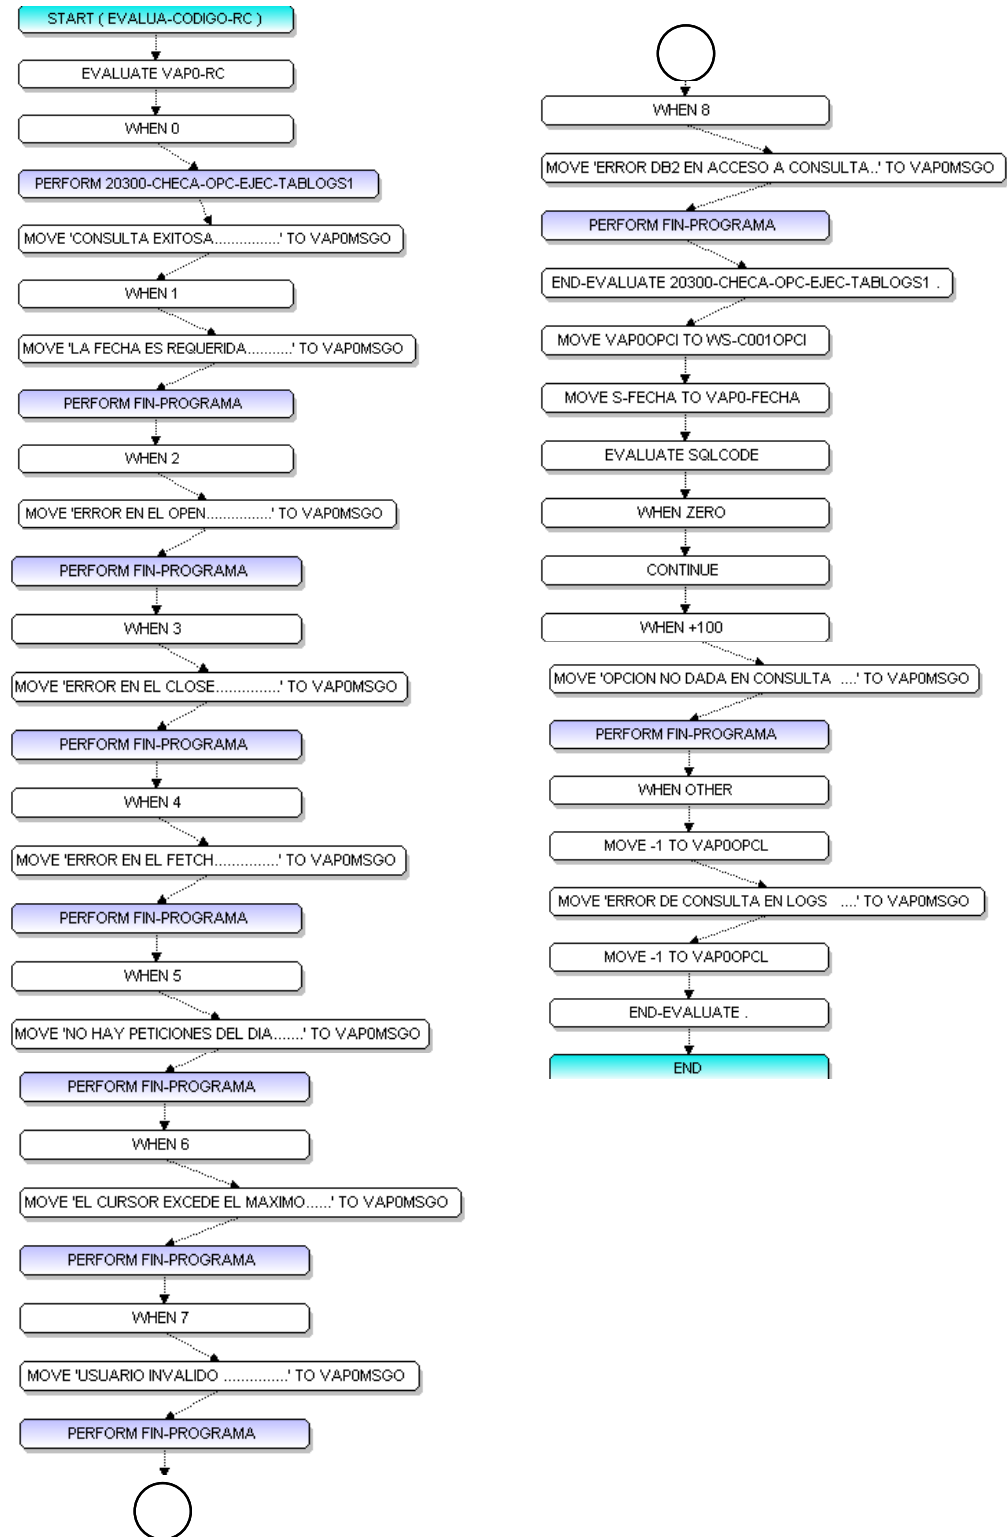 START ( EVALUA-CODIGO-RC )
EVALUATE VAP0-RC
WHEN 0
PERFORM 20300-CHECA-OPC-EJEC-TABLOGS1
MOVE 'CONSULTA EXITOSA...............' TO VAP0MSGO
WHEN 1
MOVE 'LA FECHA ES REQUERIDA..........' TO VAP0MSGO
PERFORM FIN-PROGRAMA
WHEN 2
MOVE 'ERROR EN EL OPEN...............' TO VAP0MSGO
PERFORM FIN-PROGRAMA
WHEN 3
MOVE 'ERROR EN EL CLOSE..............' TO VAP0MSGO
PERFORM FIN-PROGRAMA
WHEN 4
MOVE 'ERROR EN EL FETCH..............' TO VAP0MSGO
PERFORM FIN-PROGRAMA
WHEN 5
MOVE 'NO HAY PETICIONES DEL DIA.......' TO VAP0MSGO
PERFORM FIN-PROGRAMA
WHEN 6
MOVE 'EL CURSOR EXCEDE EL MAXIMO......' TO VAP0MSGO
PERFORM FIN-PROGRAMA
WHEN 7
MOVE 'USUARIO INVALIDO ..............' TO VAP0MSGO
PERFORM FIN-PROGRAMA
WHEN 8
MOVE 'ERROR DB2 EN ACCESO A CONSULTA..' TO VAP0MSGO
PERFORM FIN-PROGRAMA
END-EVALUATE 20300-CHECA-OPC-EJEC-TABLOGS1 .
MOVE VAP0OPCI TO WS-C001OPCI
MOVE S-FECHA TO VAP0-FECHA
EVALUATE SQLCODE
WHEN ZERO
CONTINUE
WHEN +100
MOVE 'OPCION NO DADA EN CONSULTA ....' TO VAP0MSGO
PERFORM FIN-PROGRAMA
WHEN OTHER
MOVE -1 TO VAP0OPCL
MOVE 'ERROR DE CONSULTA EN LOGS ....' TO VAP0MSGO
MOVE -1 TO VAP0OPCL
END-EVALUATE .
END